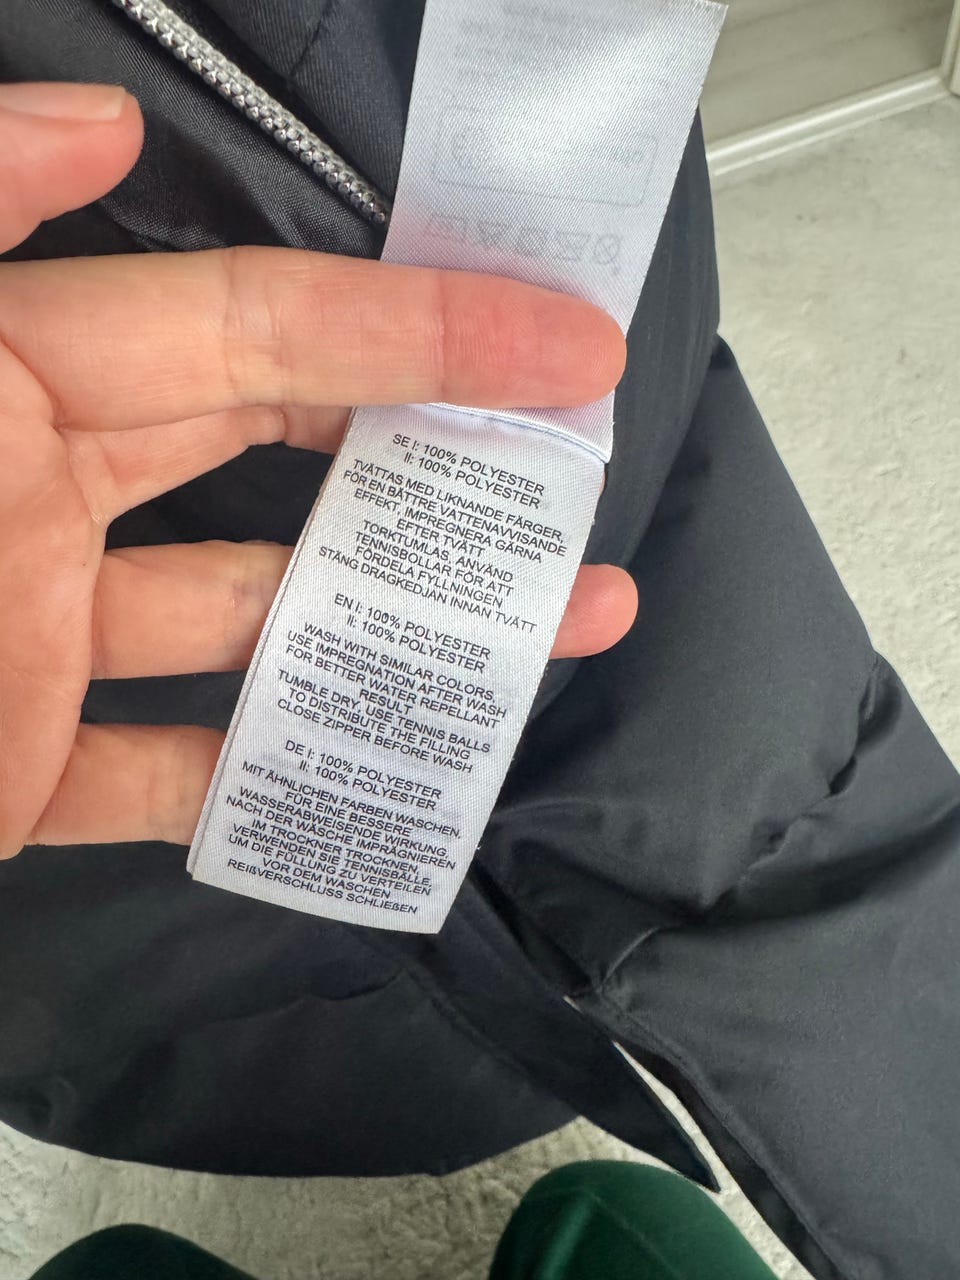 SE I: 100% POLYESTER
II: 100% POLYESTER
TVÄTTAS MED LIKNANDE FÄRGER,
FÖR EN BÄTTRE VATTENAVVISANDE
EFFEKT, IMPREGNERA GÄRNA
EFTER TVÄTT
TORKTUMLAS, ANVÄND
TENNISBOLLAR FÖR ATT
FÖRDELA FYLLNINGEN
STÄNG DRAGKEDJAN INNAN TVÄTT
EN I: 100% POLYESTER
II: 100% POLYESTER
WASH WITH SIMILAR COLORS,
USE IMPREGNATION AFTER WASH
FOR BETTER WATER REPELLANT
RESULT
TUMBLE DRY, USE TENNIS BALLS
TO DISTRIBUTE THE FILLING
CLOSE ZIPPER BEFORE WASH
DE I: 100% POLYESTER
II: 100% POLYESTER
MIT ÄHNLICHEN FARBEN WASCHEN,
FÜR EINE BESSERE
WASSERABWEISENDE WIRKUNG
NACH DER WÄSCHE IMPRÄGNIEREN
IM TROCKNER TROCKNEN,
VERWENDEN SIE TENNISBÄLLE,
UM DIE FÜLLUNG ZU VERTEILEN
VOR DEM WASCHEN
REIßVERSCHLUSS SCHLIEßEN